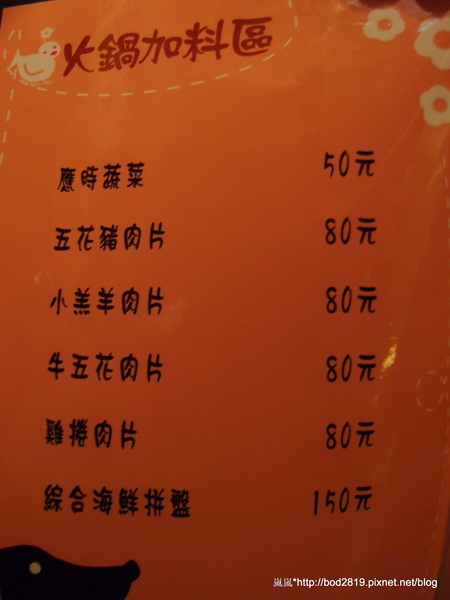 火鍋加料區
應時蔬菜 50元
五花豬肉片 80元
小羔羊肉片 80元
牛五花肉片 80元
雞捲肉片 80元
綜合海鮮拼盤 150元
嵐嵐*http://bod2819.pixnet.net/blog